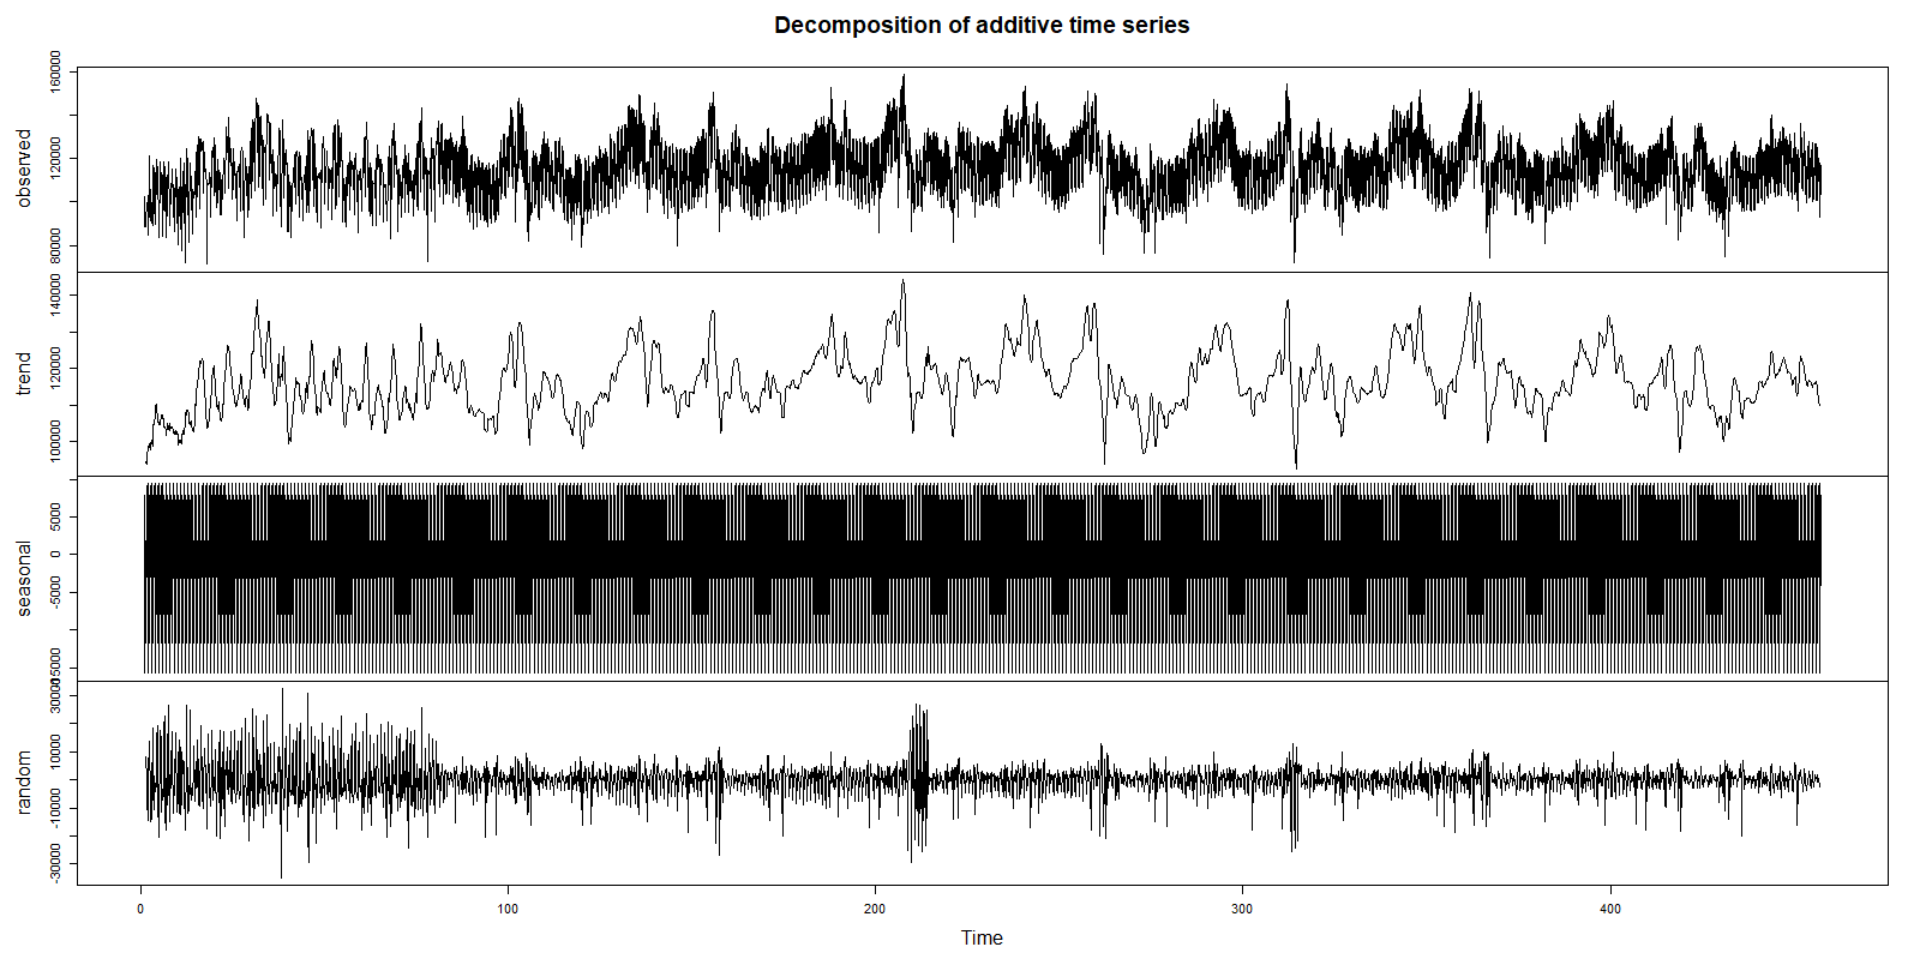 Decomposition of additive time series
observed
80000 120000 160000
trend
100000 120000 140000
seasonal
-5000 0 5000
random
-30000 -10000 10000 30000
0 100 200 300 400
Time